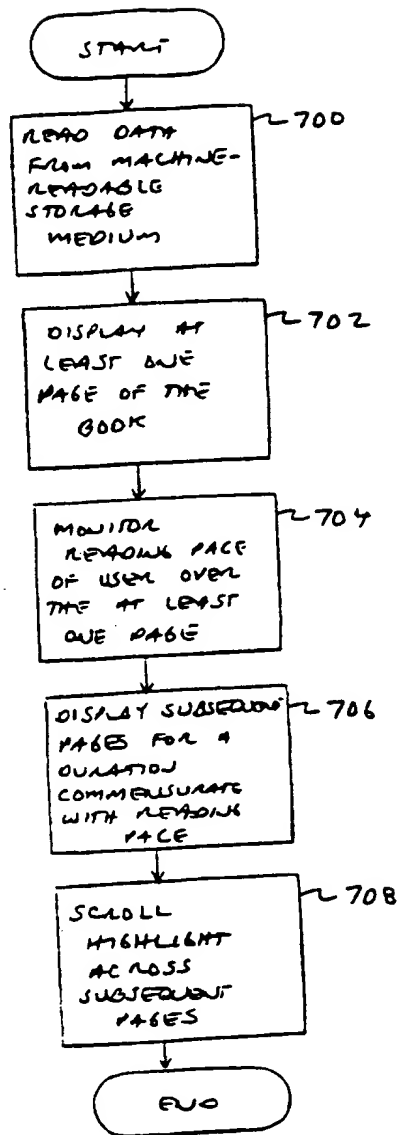 START
700
READ DATA
FROM MACHINE-
READABLE
STORAGE
MEDIUM
702
DISPLAY AT
LEAST ONE
PAGE OF THE
BOOK
704
MONITOR
READING PACE
OF USER OVER
THE AT LEAST
ONE PAGE
706
DISPLAY SUBSEQUENT
PAGES FOR A
DURATION
COMMENSURATE
WITH READING
PACE
708
SCROLL
HIGHLIGHT
ACROSS
SUBSEQUENT
PAGES
END